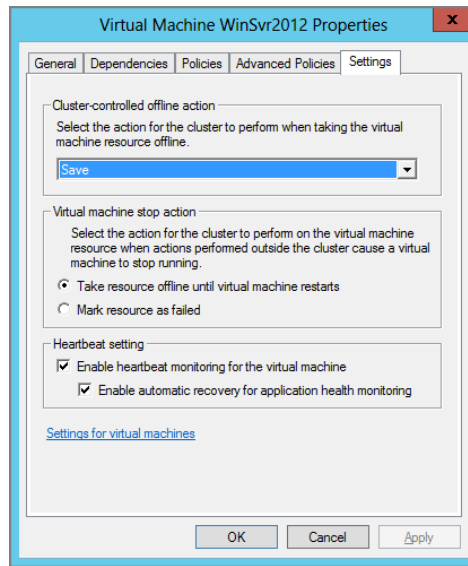 Virtual Machine WinSvr2012 Properties
x
General
Dependencies
Policies
Advanced Policies
Settings
Cluster-controlled offline action
Select the action for the cluster to perform when taking the virtual
machine resource offline.
Save
Virtual machine stop action
Select the action for the cluster to perform on the virtual machine
resource when actions performed outside the cluster cause a virtual
machine to stop running.
Take resource offline until virtual machine restarts
Mark resource as failed
Heartbeat setting
Enable heartbeat monitoring for the virtual machine
Enable automatic recovery for application health monitoring
Settings for virtual machines
OK
Cancel
Apply